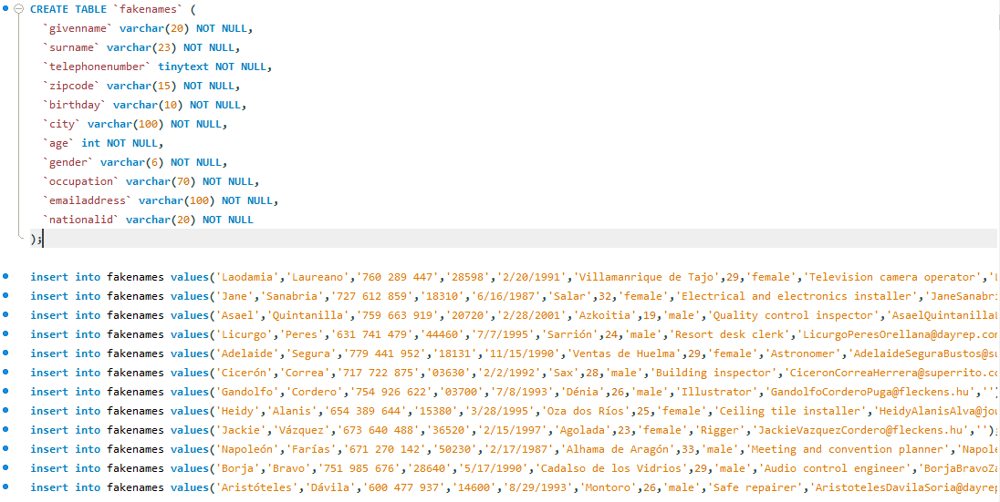 CREATE TABLE `fakenames` (
`givenname` varchar(20) NOT NULL,
`surname` varchar(23) NOT NULL,
`telephonenumber` tinytext NOT NULL,
`zipcode` varchar(15) NOT NULL,
`birthday` varchar(10) NOT NULL,
`city` varchar(100) NOT NULL,
`age` int NOT NULL,
`gender` varchar(6) NOT NULL,
`occupation` varchar(70) NOT NULL,
`emailaddress` varchar(100) NOT NULL,
`nationalid` varchar(20) NOT NULL
);
insert into fakenames values('Laodamia','Laureano','760 289 447','28598','2/20/1991','Villamanrique de Tajo',29,'female','Television camera operator','L
insert into fakenames values('Jane','Sanabria','727 612 859','18310','6/16/1987','Salar',32,'female','Electrical and electronics installer','JaneSanabri
insert into fakenames values('Asael','Quintanilla','759 663 919','20720','2/28/2001','Azkoitia',19,'male','Quality control inspector','AsaelQuintanillaL
insert into fakenames values('Licurgo','Peres','631 741 479','44460','7/7/1995','Sarrión',24,'male','Resort desk clerk','LicurgoPeresOrellana@dayrep.com
insert into fakenames values('Adelaide','Segura','779 441 952','18131','11/15/1990','Ventas de Huelma',29,'female','Astronomer','AdelaideSeguraBustos@su
insert into fakenames values('Cicerón','Correa','717 722 875','03630','2/2/1992','Sax',28,'male','Building inspector','CiceronCorreaHerrera@superrito.co
insert into fakenames values('Gandolfo','Cordero','754 926 622','03700','7/8/1993','Dénia',26,'male','Illustrator','GandolfoCorderoPuga@fleckens.hu','')
insert into fakenames values('Heidy','Alanis','654 389 644','15380','3/28/1995','Oza dos Ríos',25,'female','Ceiling tile installer','HeidyAlanisAlva@jou
insert into fakenames values('Jackie','Vázquez','673 640 488','36520','2/15/1997','Agolada',23,'female','Rigger','JackieVazquezCordero@fleckens.hu','');
insert into fakenames values('Napoleón','Farías','671 270 142','50230','2/17/1987','Alhama de Aragón',33,'male','Meeting and convention planner','Napole
insert into fakenames values('Borja','Bravo','751 985 676','28640','5/17/1990','Cadalso de los Vidrios',29,'male','Audio control engineer','BorjaBravoZa
insert into fakenames values('Aristóteles','Dávila','600 477 937','14600','8/29/1993','Montoro',26,'male','Safe repairer','AristotelesDavilaSoria@dayrep